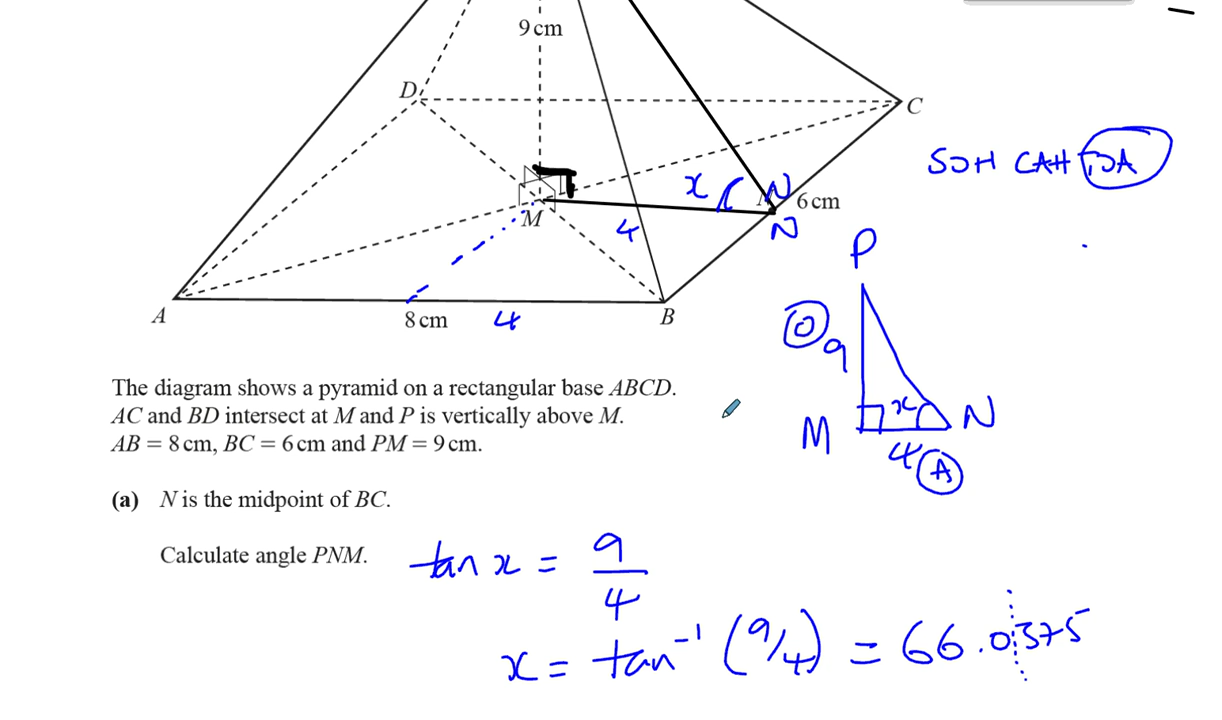 9 cm
D
C
SOH CAH TOA
x N
6 cm
M
4
N
P
A
8 cm
4
B
O
9
The diagram shows a pyramid on a rectangular base ABCD.
AC and BD intersect at M and P is vertically above M.
AB = 8 cm, BC = 6 cm and PM = 9 cm.
x
N
M
4
A
(a) N is the midpoint of BC.
Calculate angle PNM.
tan x = 9/4
x = tan⁻¹ (9/4) = 66.0375